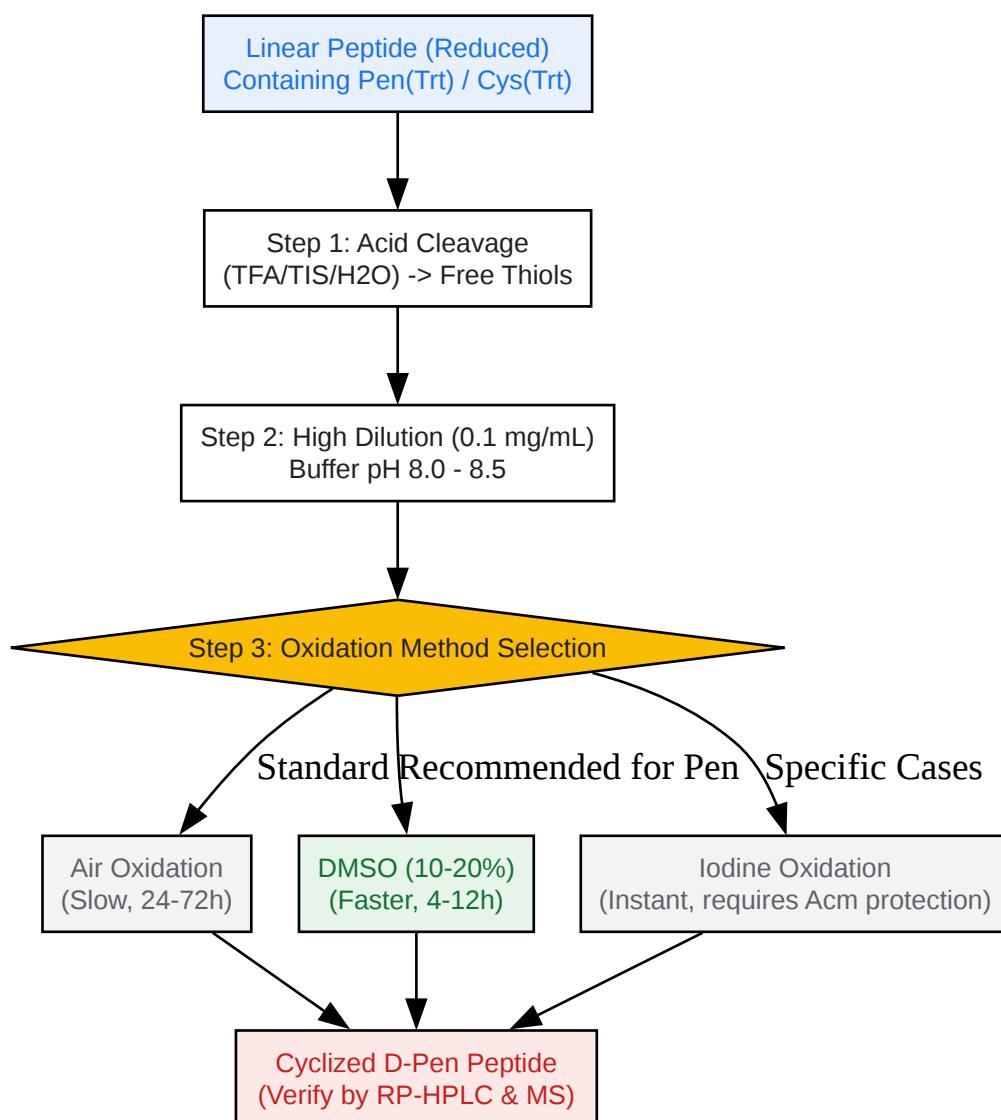 Linear Peptide (Reduced)
Containing Pen(Trt) / Cys(Trt)
Step 1: Acid Cleavage
(TFA/TIS/H2O) -> Free Thiols
Step 2: High Dilution (0.1 mg/mL)
Buffer pH 8.0 - 8.5
Step 3: Oxidation Method Selection
Standard
Recommended for Pen
Specific Cases
Air Oxidation
(Slow, 24-72h)
DMSO (10-20%)
(Faster, 4-12h)
Iodine Oxidation
(Instant, requires Acm protection)
Cyclized D-Pen Peptide
(Verify by RP-HPLC & MS)